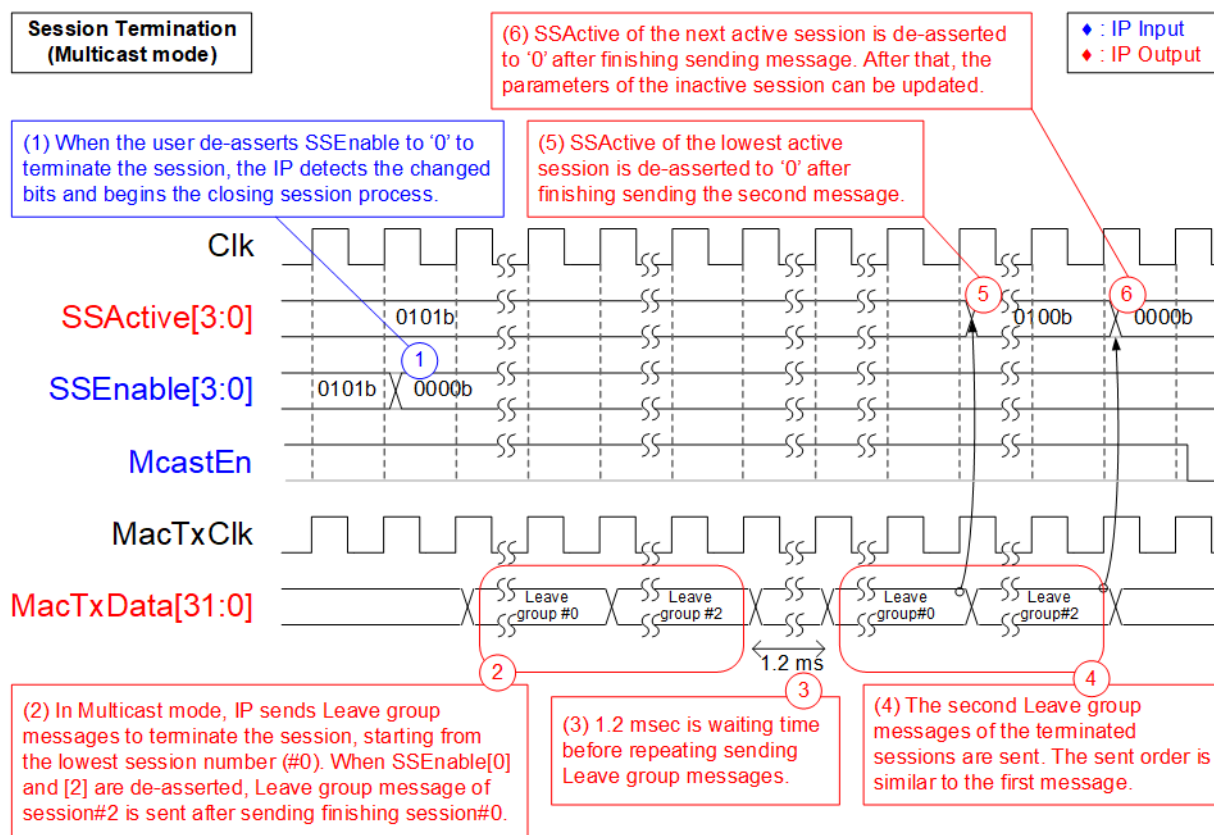 Session Termination
(Multicast mode)
(6) SSActive of the next active session is de-asserted
to ‘0’ after finishing sending message. After that, the
parameters of the inactive session can be updated.
♦ : IP Input
♦ : IP Output
(1) When the user de-asserts SSEnable to ‘0’ to
terminate the session, the IP detects the changed
bits and begins the closing session process.
(5) SSActive of the lowest active
session is de-asserted to ‘0’ after
finishing sending the second message.
Clk
SSActive[3:0]
0101b
5
0100b
6
0000b
1
SSEnable[3:0]
0101b
0000b
McastEn
MacTxClk
MacTxData[31:0]
Leave
group #0
Leave
group #2
Leave
group#0
Leave
group#2
1.2 ms
2
3
4
(2) In Multicast mode, IP sends Leave group
messages to terminate the session, starting from
the lowest session number (#0). When SSEnable[0]
and [2] are de-asserted, Leave group message of
session#2 is sent after sending finishing session#0.
(3) 1.2 msec is waiting time
before repeating sending
Leave group messages.
(4) The second Leave group
messages of the terminated
sessions are sent. The sent order is
similar to the first message.